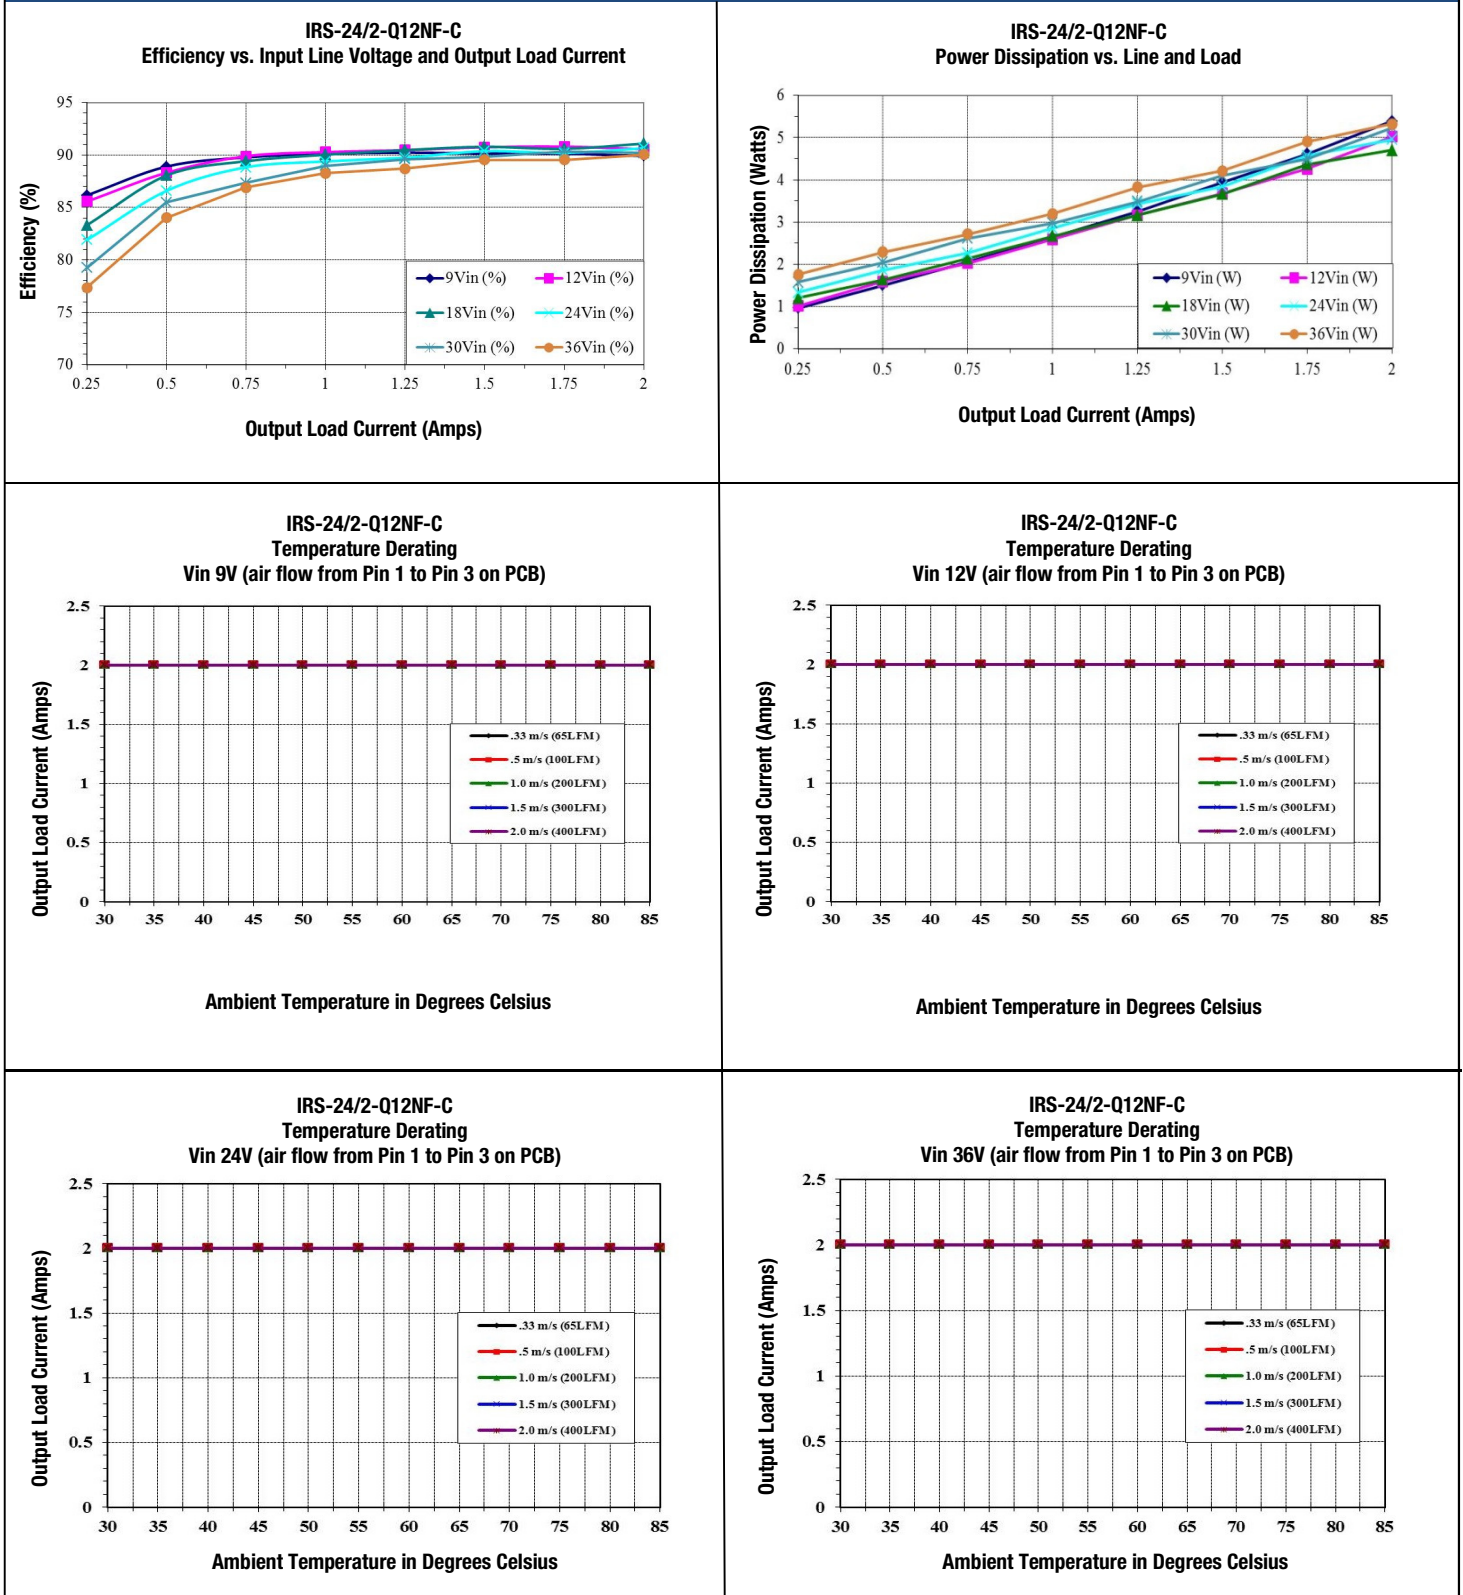 IRS-24/2-Q12NF-C
Efficiency vs. Input Line Voltage and Output Load Current
Efficiency (%)
95
90
85
80
75
70
9Vin (%)
12Vin (%)
18Vin (%)
24Vin (%)
30Vin (%)
36Vin (%)
0.25 0.5 0.75 1 1.25 1.5 1.75 2
Output Load Current (Amps)
IRS-24/2-Q12NF-C
Power Dissipation vs. Line and Load
Power Dissipation (Watts)
6
5
4
3
2
1
0
9Vin (W)
12Vin (W)
18Vin (W)
24Vin (W)
30Vin (W)
36Vin (W)
0.25 0.5 0.75 1 1.25 1.5 1.75 2
Output Load Current (Amps)
IRS-24/2-Q12NF-C
Temperature Derating
Vin 9V (air flow from Pin 1 to Pin 3 on PCB)
Output Load Current (Amps)
2.5
2
1.5
1
0.5
0
.33 m/s (65LFM)
.5 m/s (100LFM)
1.0 m/s (200LFM)
1.5 m/s (300LFM)
2.0 m/s (400LFM)
30 35 40 45 50 55 60 65 70 75 80 85
Ambient Temperature in Degrees Celsius
IRS-24/2-Q12NF-C
Temperature Derating
Vin 12V (air flow from Pin 1 to Pin 3 on PCB)
Output Load Current (Amps)
2.5
2
1.5
1
0.5
0
.33 m/s (65LFM)
.5 m/s (100LFM)
1.0 m/s (200LFM)
1.5 m/s (300LFM)
2.0 m/s (400LFM)
30 35 40 45 50 55 60 65 70 75 80 85
Ambient Temperature in Degrees Celsius
IRS-24/2-Q12NF-C
Temperature Derating
Vin 24V (air flow from Pin 1 to Pin 3 on PCB)
Output Load Current (Amps)
2.5
2
1.5
1
0.5
0
.33 m/s (65LFM)
.5 m/s (100LFM)
1.0 m/s (200LFM)
1.5 m/s (300LFM)
2.0 m/s (400LFM)
30 35 40 45 50 55 60 65 70 75 80 85
Ambient Temperature in Degrees Celsius
IRS-24/2-Q12NF-C
Temperature Derating
Vin 36V (air flow from Pin 1 to Pin 3 on PCB)
Output Load Current (Amps)
2.5
2
1.5
1
0.5
0
.33 m/s (65LFM)
.5 m/s (100LFM)
1.0 m/s (200LFM)
1.5 m/s (300LFM)
2.0 m/s (400LFM)
30 35 40 45 50 55 60 65 70 75 80 85
Ambient Temperature in Degrees Celsius